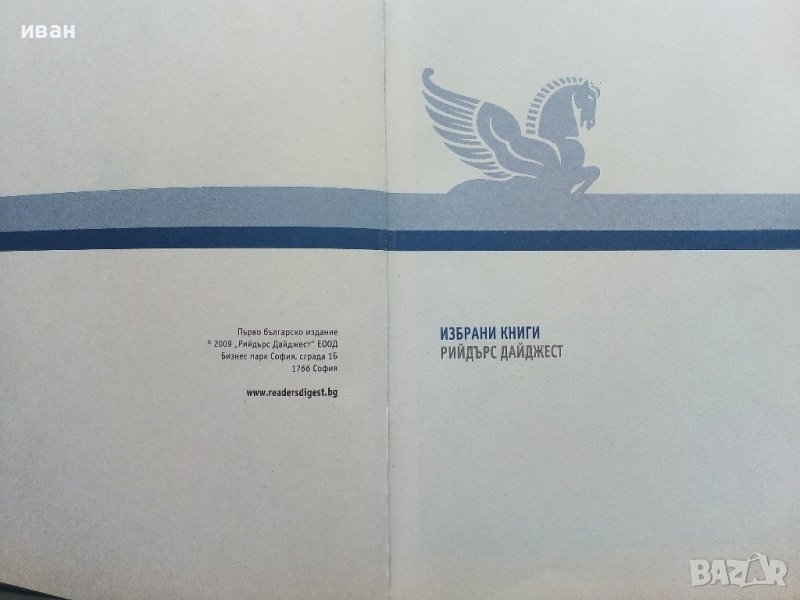 иван
Първо българско издание
© 2009 „Рийдърс Дайджест“ ЕООД
Бизнес парк София, сграда 1Б
1766 София
www.readersdigest.bg
ИЗБРАНИ КНИГИ
РИЙДЪРС ДАЙДЖЕСТ
BAZAR